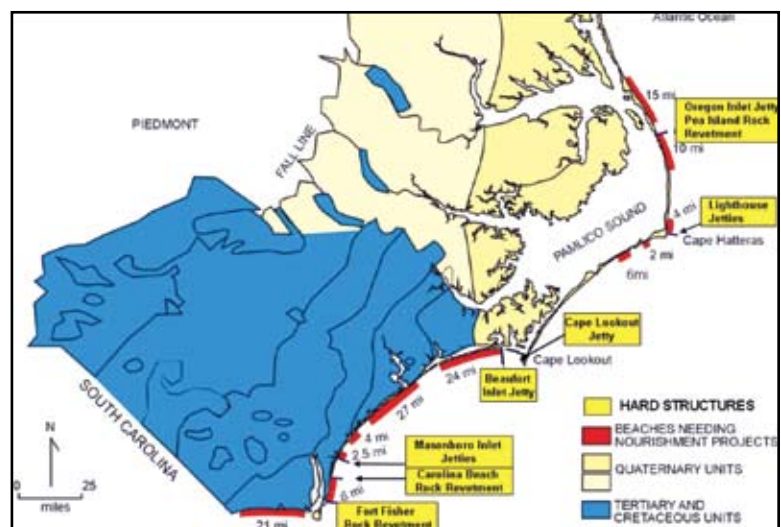 Atlantic Ocean
15 mi
Oregon Inlet Jetty
Pea Island Rock
Revetment
10 mi
PIEDMONT
FALL LINE
Lighthouse
Jetties
4 mi
Cape Hatteras
2 mi
6mi
PAMLICO SOUND
Cape Lookout
Jetty
Cape Lookout
Beaufort
Inlet Jetty
24 mi
27 mi
4 mi
2.5 mi
Masonboro Inlet
Jetties
Carolina Beach
Rock Revetment
6 mi
Fort Fisher
Rock Revetment
21 mi
SOUTH CAROLINA
N
0 25
miles
HARD STRUCTURES
BEACHES NEEDING
NOURISHMENT PROJECTS
QUATERNARY UNITS
TERTIARY AND
CRETACEOUS UNITS